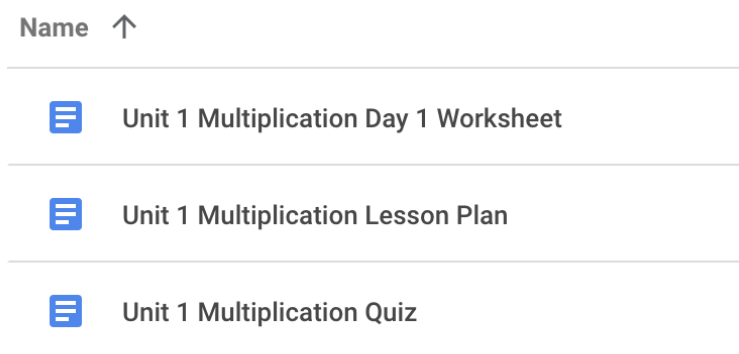 Name
Unit 1 Multiplication Day 1 Worksheet
Unit 1 Multiplication Lesson Plan
Unit 1 Multiplication Quiz